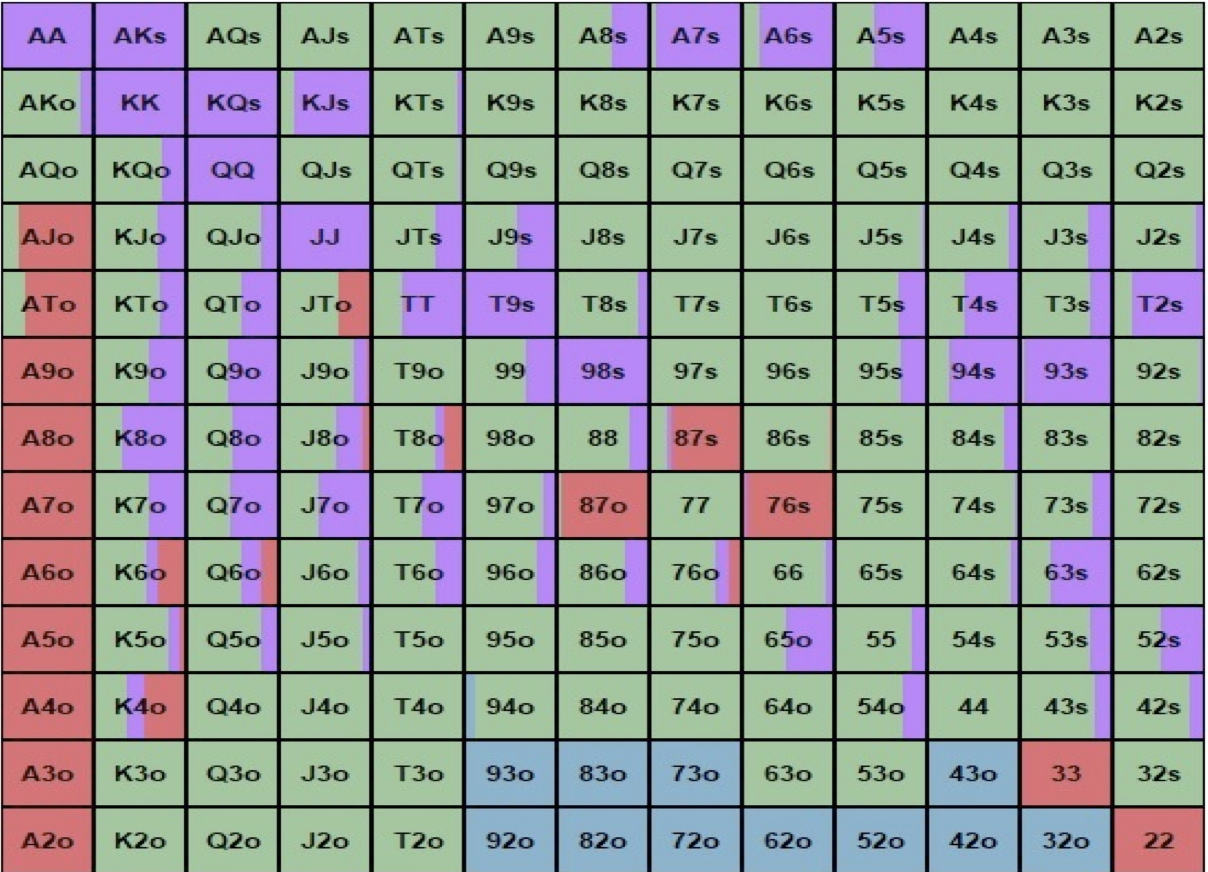 AA AKs AQs AJs ATs A9s A8s A7s A6s A5s A4s A3s A2s
AKo KK KQs KJs KTs K9s K8s K7s K6s K5s K4s K3s K2s
AQo KQo QQ QJs QTs Q9s Q8s Q7s Q6s Q5s Q4s Q3s Q2s
AJo KJo QJo JJ JTs J9s J8s J7s J6s J5s J4s J3s J2s
ATo KTo QTo JTo TT T9s T8s T7s T6s T5s T4s T3s T2s
A9o K9o Q9o J9o T9o 99 98s 97s 96s 95s 94s 93s 92s
A8o K8o Q8o J8o T8o 98o 88 87s 86s 85s 84s 83s 82s
A7o K7o Q7o J7o T7o 97o 87o 77 76s 75s 74s 73s 72s
A6o K6o Q6o J6o T6o 96o 86o 76o 66 65s 64s 63s 62s
A5o K5o Q5o J5o T5o 95o 85o 75o 65o 55 54s 53s 52s
A4o K4o Q4o J4o T4o 94o 84o 74o 64o 54o 44 43s 42s
A3o K3o Q3o J3o T3o 93o 83o 73o 63o 53o 43o 33 32s
A2o K2o Q2o J2o T2o 92o 82o 72o 62o 52o 42o 32o 22